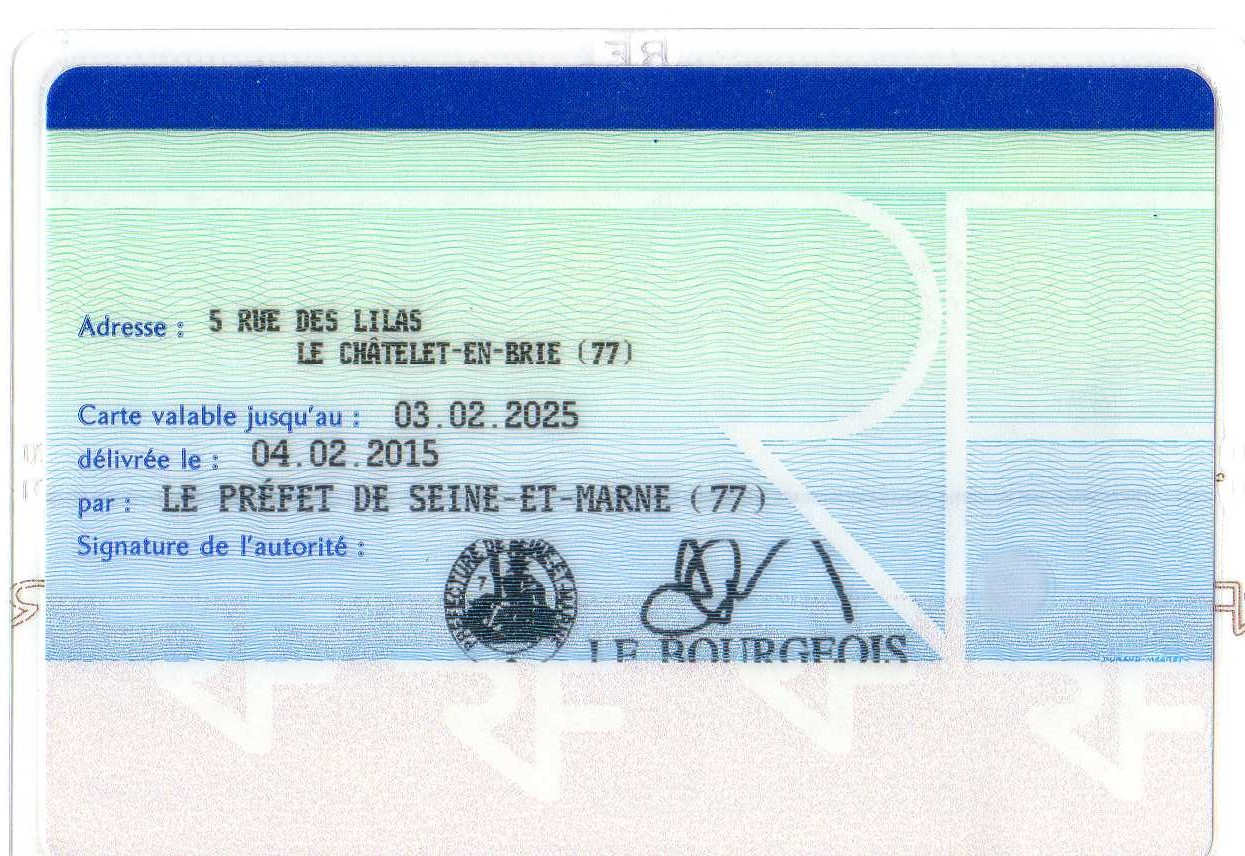 RF
Adresse : 5 RUE DES LILAS
LE CHÂTELET-EN-BRIE (77)
Carte valable jusqu'au : 03.02.2025
délivrée le : 04.02.2015
par : LE PRÉFET DE SEINE-ET-MARNE (77)
Signature de l'autorité :
PRÉFECTURE DE SEINE-ET-MARNE
LE BOURGEOIS